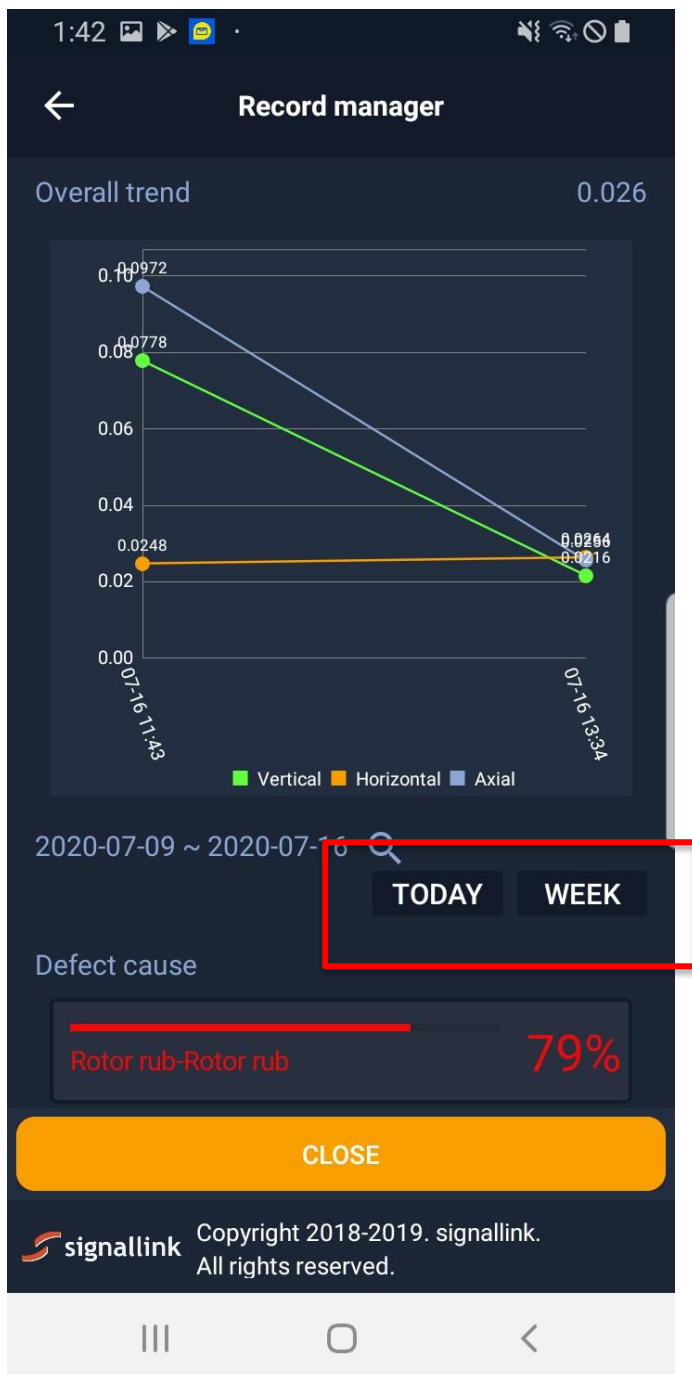 1:42
Record manager
Overall trend 0.026
0.10
0.0972
0.08
0.0778
0.06
0.04
0.0248
0.02
0.00
0.0264
0.0216
07-16 11:43
07-16 13:34
Vertical Horizontal Axial
2020-07-09 ~ 2020-07-16
TODAY WEEK
Defect cause
Rotor rub-Rotor rub 79%
CLOSE
signallink
Copyright 2018-2019. signallink.
All rights reserved.